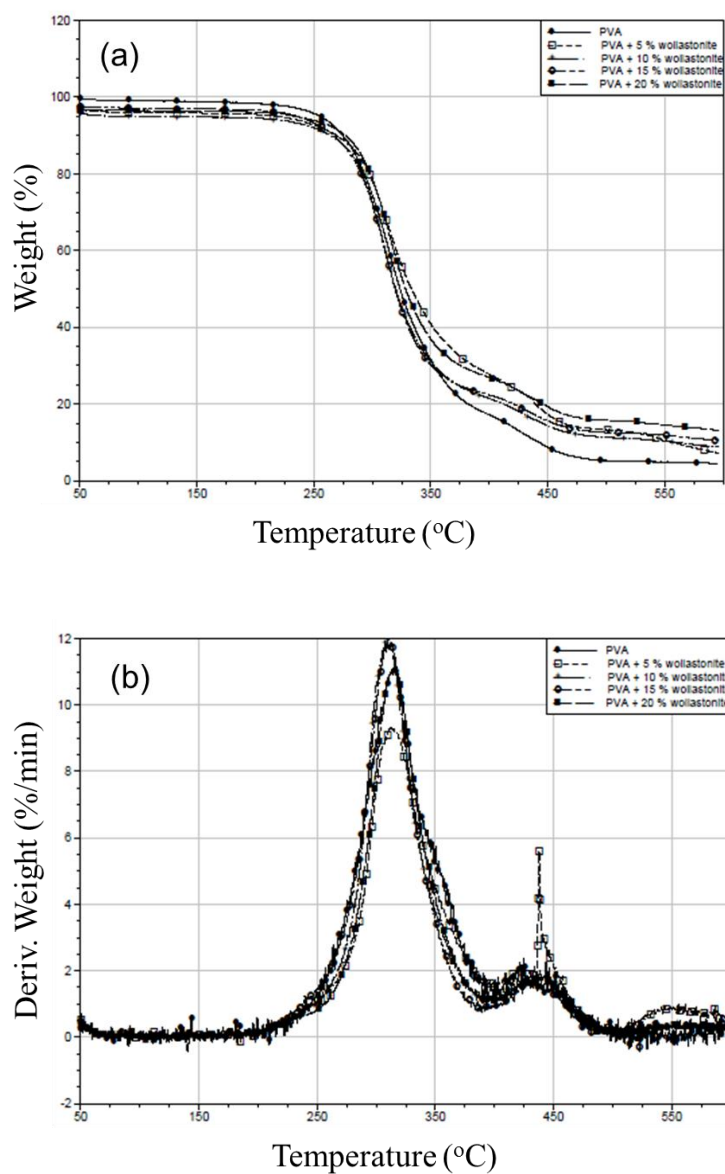 (a)
PVA
PVA + 5 % wollastonite
PVA + 10 % wollastonite
PVA + 15 % wollastonite
PVA + 20 % wollastonite
120
100
80
60
40
20
0
Weight (%)
50 150 250 350 450 550
Temperature (°C)
(b)
PVA
PVA + 5 % wollastonite
PVA + 10 % wollastonite
PVA + 15 % wollastonite
PVA + 20 % wollastonite
12
10
8
6
4
2
0
-2
Deriv. Weight (%/min)
50 150 250 350 450 550
Temperature (°C)